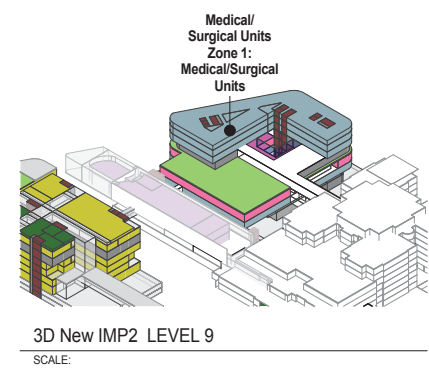 Medical/
Surgical Units
Zone 1:
Medical/Surgical
Units
3D New IMP2 LEVEL 9
SCALE: